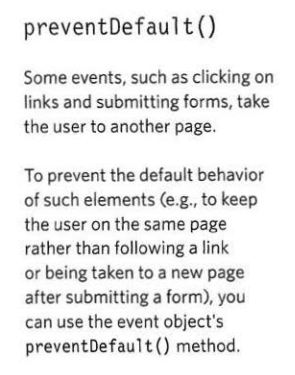 preventDefault()
Some events, such as clicking on
links and submitting forms, take
the user to another page.
To prevent the default behavior
of such elements (e.g., to keep
the user on the same page
rather than following a link
or being taken to a new page
after submitting a form), you
can use the event object's
preventDefault() method.